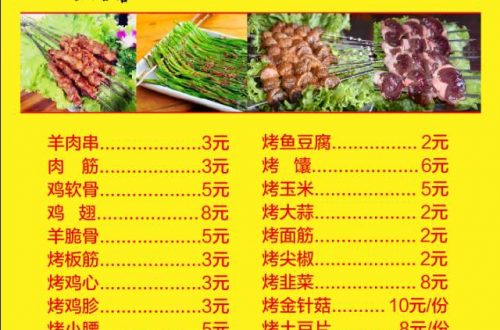 羊肉串..................3元
肉 筋..................3元
鸡软骨..................5元
鸡 翅..................8元
羊脆骨..................5元
烤板筋..................3元
烤鸡心..................3元
烤鸡胗..................3元
烤小腰..................5元
烤鱼豆腐...............2元
烤 馕..................6元
烤玉米..................5元
烤大蒜..................2元
烤面筋..................2元
烤尖椒..................2元
烤韭菜..................8元
烤金针菇.........10元/份
烤土豆片.........8元/份